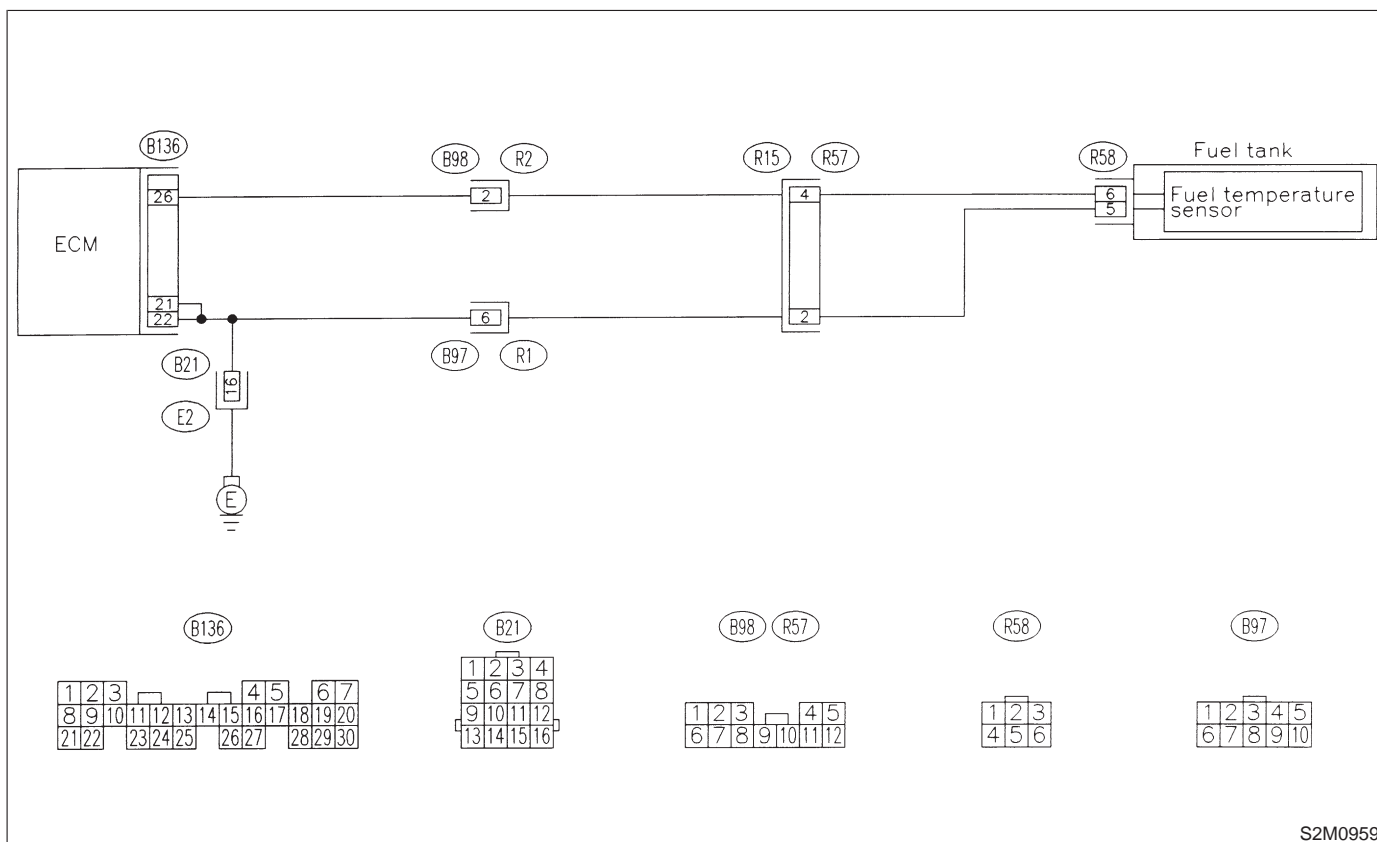 B136
B98 R2
R15 R57
R58
Fuel tank
26
2
4
6
Fuel temperature
5
sensor
ECM
21
22
6
2
B21
B97 R1
16
E2
E
B136
B21
B98 R57
R58
B97
1 2 3 4 5 6 7
8 9 10 11 12 13 14 15 16 17 18 19 20
21 22 23 24 25 26 27 28 29 30
1 2 3 4
5 6 7 8
9 10 11 12
13 14 15 16
1 2 3 4 5
6 7 8 9 10 11 12
1 2 3
4 5 6
1 2 3 4 5
6 7 8 9 10
S2M0959